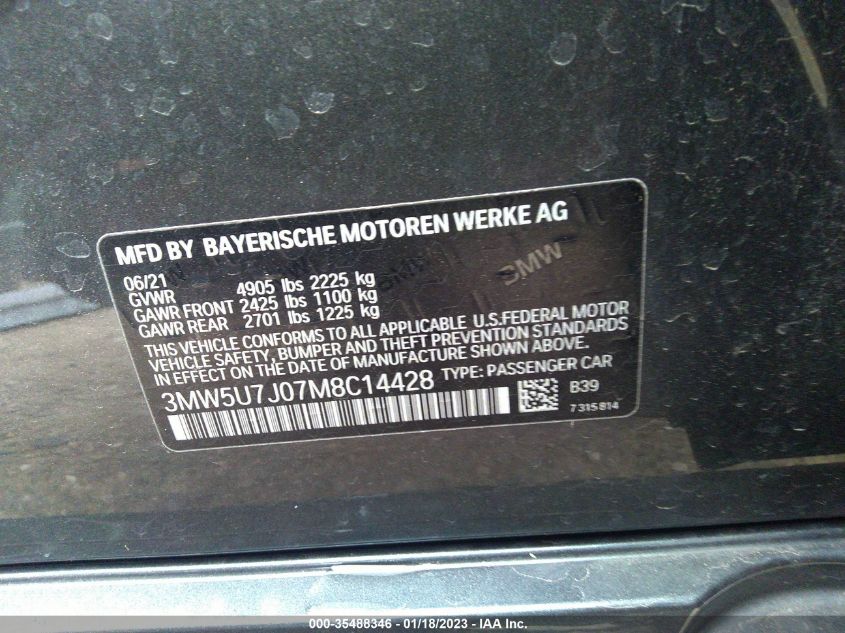 MFD BY BAYERISCHE MOTOREN WERKE AG
06/21
GVWR 4905 lbs 2225 kg
GAWR FRONT 2425 lbs 1100 kg
GAWR REAR 2701 lbs 1225 kg
THIS VEHICLE CONFORMS TO ALL APPLICABLE U.S.FEDERAL MOTOR
VEHICLE SAFETY, BUMPER AND THEFT PREVENTION STANDARDS
IN EFFECT ON THE DATE OF MANUFACTURE SHOWN ABOVE.
3MW5U7J07M8C14428 TYPE: PASSENGER CAR
B39
7315814
BMW
BMW
000-35488346 - 01/18/2023 - IAA Inc.